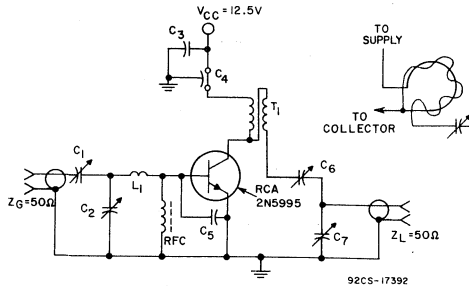 VCC = 12.5V
C3
C4
T1
TO
SUPPLY
TO
COLLECTOR
C1
L1
C2
RFC
C5
RCA
2N5995
C6
C7
ZG = 50Ω
ZL = 50Ω
92CS-17392